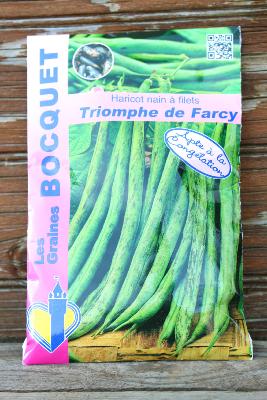 Les Graines BOCQUET
Haricot nain à filets
Triomphe de Farcy
Apte à la
Congélation